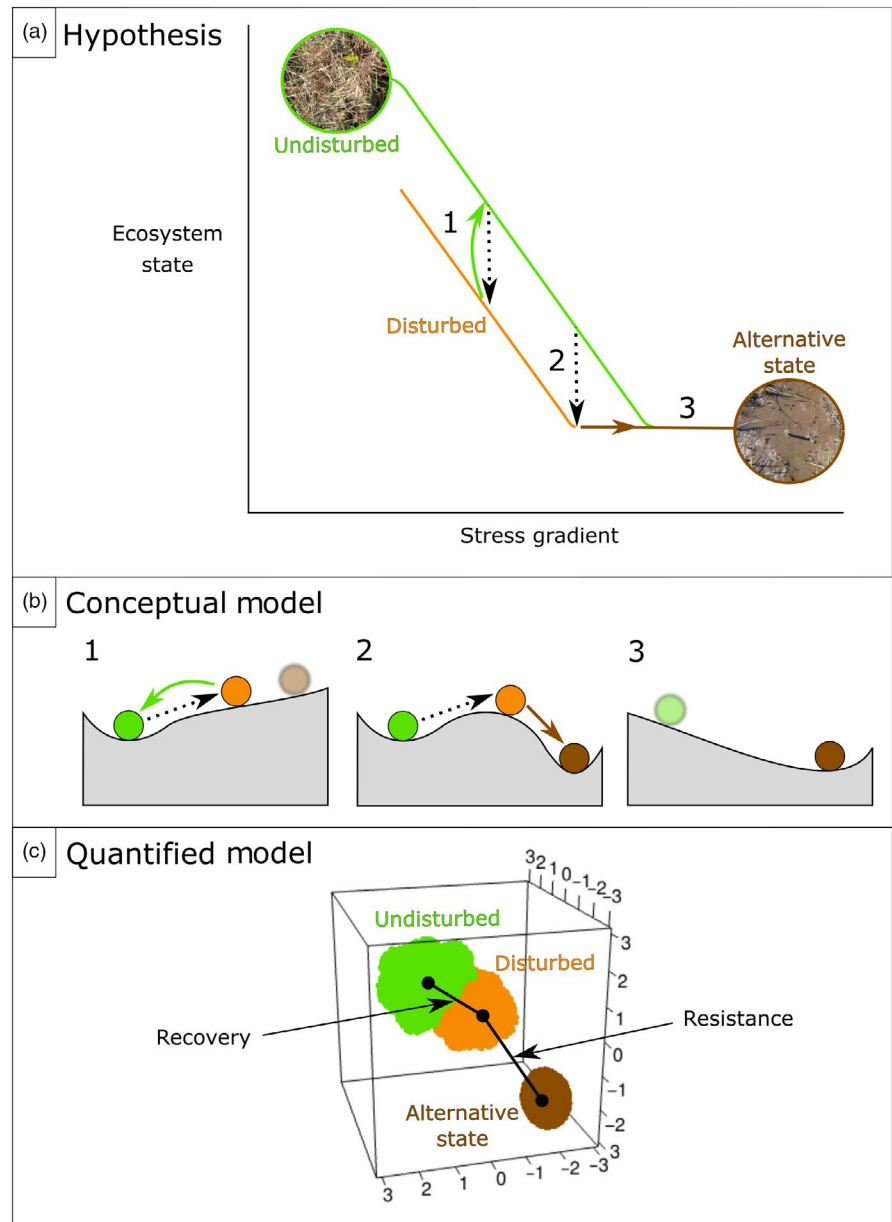 (a) Hypothesis
Undisturbed
Ecosystem
state
1
Disturbed
2
Alternative
state
3
Stress gradient
(b) Conceptual model
1 2 3
(c) Quantified model
3 2 1 0 -1 -2 -3
Undisturbed
Disturbed
3
2
1
0
-1
-2
-3
Recovery
Resistance
Alternative
state
3 2 1 0 -1 -2 -3